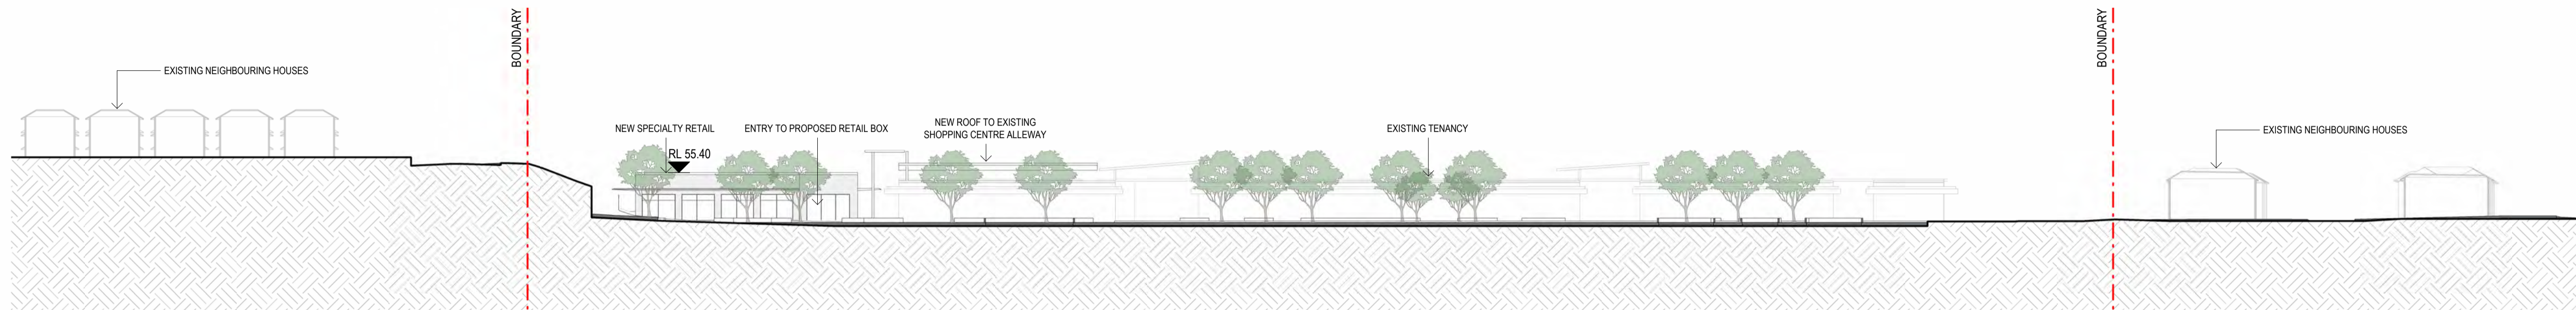 BOUNDARY
BOUNDARY
EXISTING NEIGHBOURING HOUSES
NEW SPECIALTY RETAIL
RL 55.40
ENTRY TO PROPOSED RETAIL BOX
NEW ROOF TO EXISTING
SHOPPING CENTRE ALLEWAY
EXISTING TENANCY
EXISTING NEIGHBOURING HOUSES